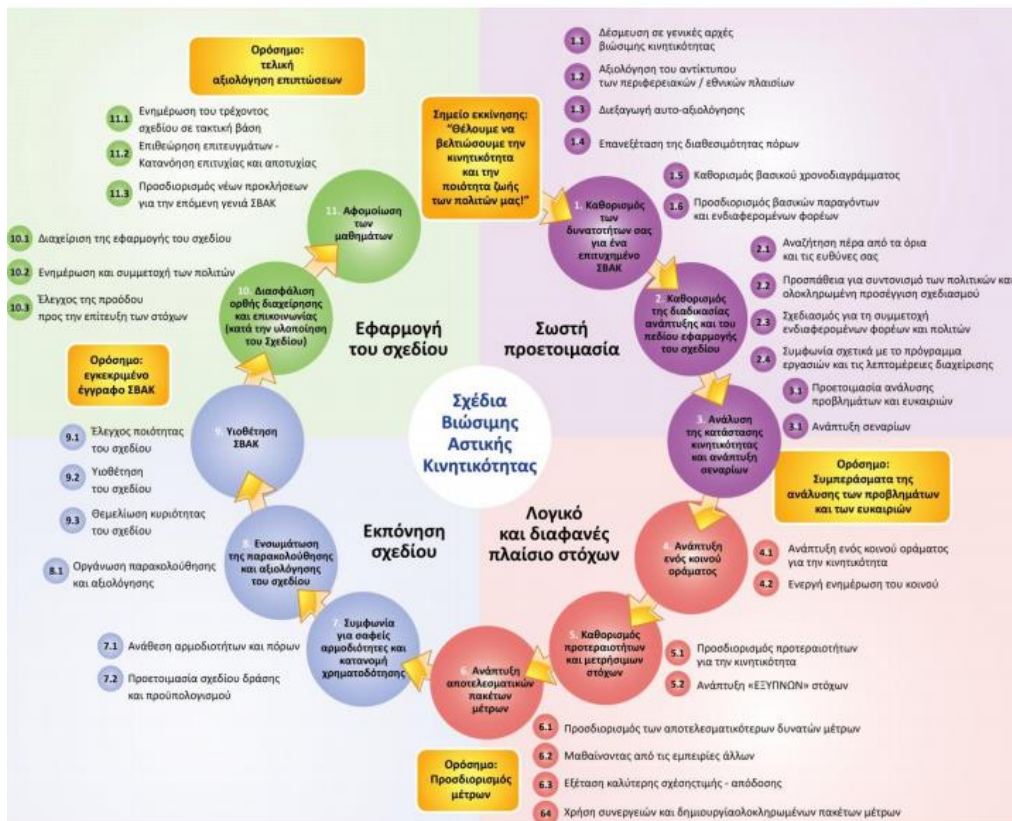 Ορόσημο:
τελική
αξιολόγηση επιπτώσεων
11.1 Ενημέρωση του τρέχοντος
σχεδίου σε τακτική βάση
11.2 Επιθεώρηση επιτευγμάτων -
Κατανόηση επιτυχίας και αποτυχίας
11.3 Προσδιορισμός νέων προκλήσεων
για την επόμενη γενιά ΣΒΑΚ
10.1 Διαχείριση της εφαρμογής του σχεδίου
10.2 Ενημέρωση και συμμετοχή των πολιτών
10.3 Έλεγχος της προόδου
προς την επίτευξη των στόχων
11. Αφομοίωση
των
μαθημάτων
10. Διασφάλιση
ορθής διαχείρησης
και επικοινωνίας
(κατά την υλοποίηση
του Σχεδίου)
Εφαρμογή
του σχεδίου
Σημείο εκκίνησης:
"Θέλουμε να
βελτιώσουμε την
κινητικότητα
και την
ποιότητα ζωής
των πολιτών μας!"
1.1 Δέσμευση σε γενικές αρχές
βιώσιμης κινητικότητας
1.2 Αξιολόγηση του αντίκτυπου
των περιφερειακών / εθνικών πλαισίων
1.3 Διεξαγωγή αυτο-αξιολόγησης
1.4 Επανεξέταση της διαθεσιμότητας πόρων
1.5 Καθορισμός βασικού χρονοδιαγράμματος
1.6 Προσδιορισμός βασικών παραγόντων
και ενδιαφερομένων φορέων
1. Καθορισμός
των
δυνατοτήτων σας
για ένα
επιτυχημένο
ΣΒΑΚ
2.1 Αναζήτηση πέρα από τα όρια
και τις ευθύνες σας
2.2 Προσπάθεια για συντονισμό των πολιτικών και
ολοκληρωμένη προσέγγιση σχεδιασμού
2.3 Σχεδιασμός για τη συμμετοχή
ενδιαφερομένων φορέων και πολιτών
2.4 Συμφωνία σχετικά με το πρόγραμμα
εργασιών και τις λεπτομέρειες διαχείρισης
2. Καθορισμός
της διαδικασίας
ανάπτυξης και του
πεδίου εφαρμογής
του σχεδίου
Σωστή
προετοιμασία
3.1 Προετοιμασία ανάλυσης
προβλημάτων και ευκαιριών
3.1 Ανάπτυξη σεναρίων
3. Ανάλυση
της κατάστασης
κινητικότητας
και ανάπτυξη
σεναρίων
Σχέδια
Βιώσιμης
Αστικής
Κινητικότητας
Ορόσημο:
εγκεκριμένο
έγγραφο ΣΒΑΚ
9.1 Έλεγχος ποιότητας
του σχεδίου
9.2 Υιοθέτηση
του σχεδίου
9.3 Θεμελίωση κυριότητας
του σχεδίου
9. Υιοθέτηση
ΣΒΑΚ
8.1 Οργάνωση παρακολούθησης
και αξιολόγησης
8. Ενσωμάτωση
της παρακολούθησης
και αξιολόγησης
του σχεδίου
Εκπόνηση
σχεδίου
7.1 Ανάθεση αρμοδιοτήτων και πόρων
7.2 Προετοιμασία σχεδίου δράσης
και προϋπολογισμού
7. Συμφωνία
για σαφείς
αρμοδιότητες και
κατανομή
χρηματοδότησης
Λογικό
και διαφανές
πλαίσιο στόχων
Ορόσημο:
Συμπεράσματα της
ανάλυσης των προβλημάτων
και των ευκαιριών
4. Ανάπτυξη
ενός κοινού
οράματος
4.1 Ανάπτυξη ενός κοινού οράματος
για την κινητικότητα
4.2 Ενεργή ενημέρωση του κοινού
5. Καθορισμός
προτεραιοτήτων
και μετρήσιμων
στόχων
5.1 Προσδιορισμός προτεραιοτήτων
για την κινητικότητα
5.2 Ανάπτυξη «ΕΞΥΠΝΩΝ» στόχων
6. Ανάπτυξη
αποτελεσματικών
πακέτων
μέτρων
Ορόσημο:
Προσδιορισμός
μέτρων
6.1 Προσδιορισμός των αποτελεσματικότερων δυνατών μέτρων
6.2 Μαθαίνοντας από τις εμπειρίες άλλων
6.3 Εξέταση καλύτερης σχέσηςτιμής - απόδοσης
64 Χρήση συνεργειών και δημιουργίαολοκληρωμένων πακέτων μέτρων